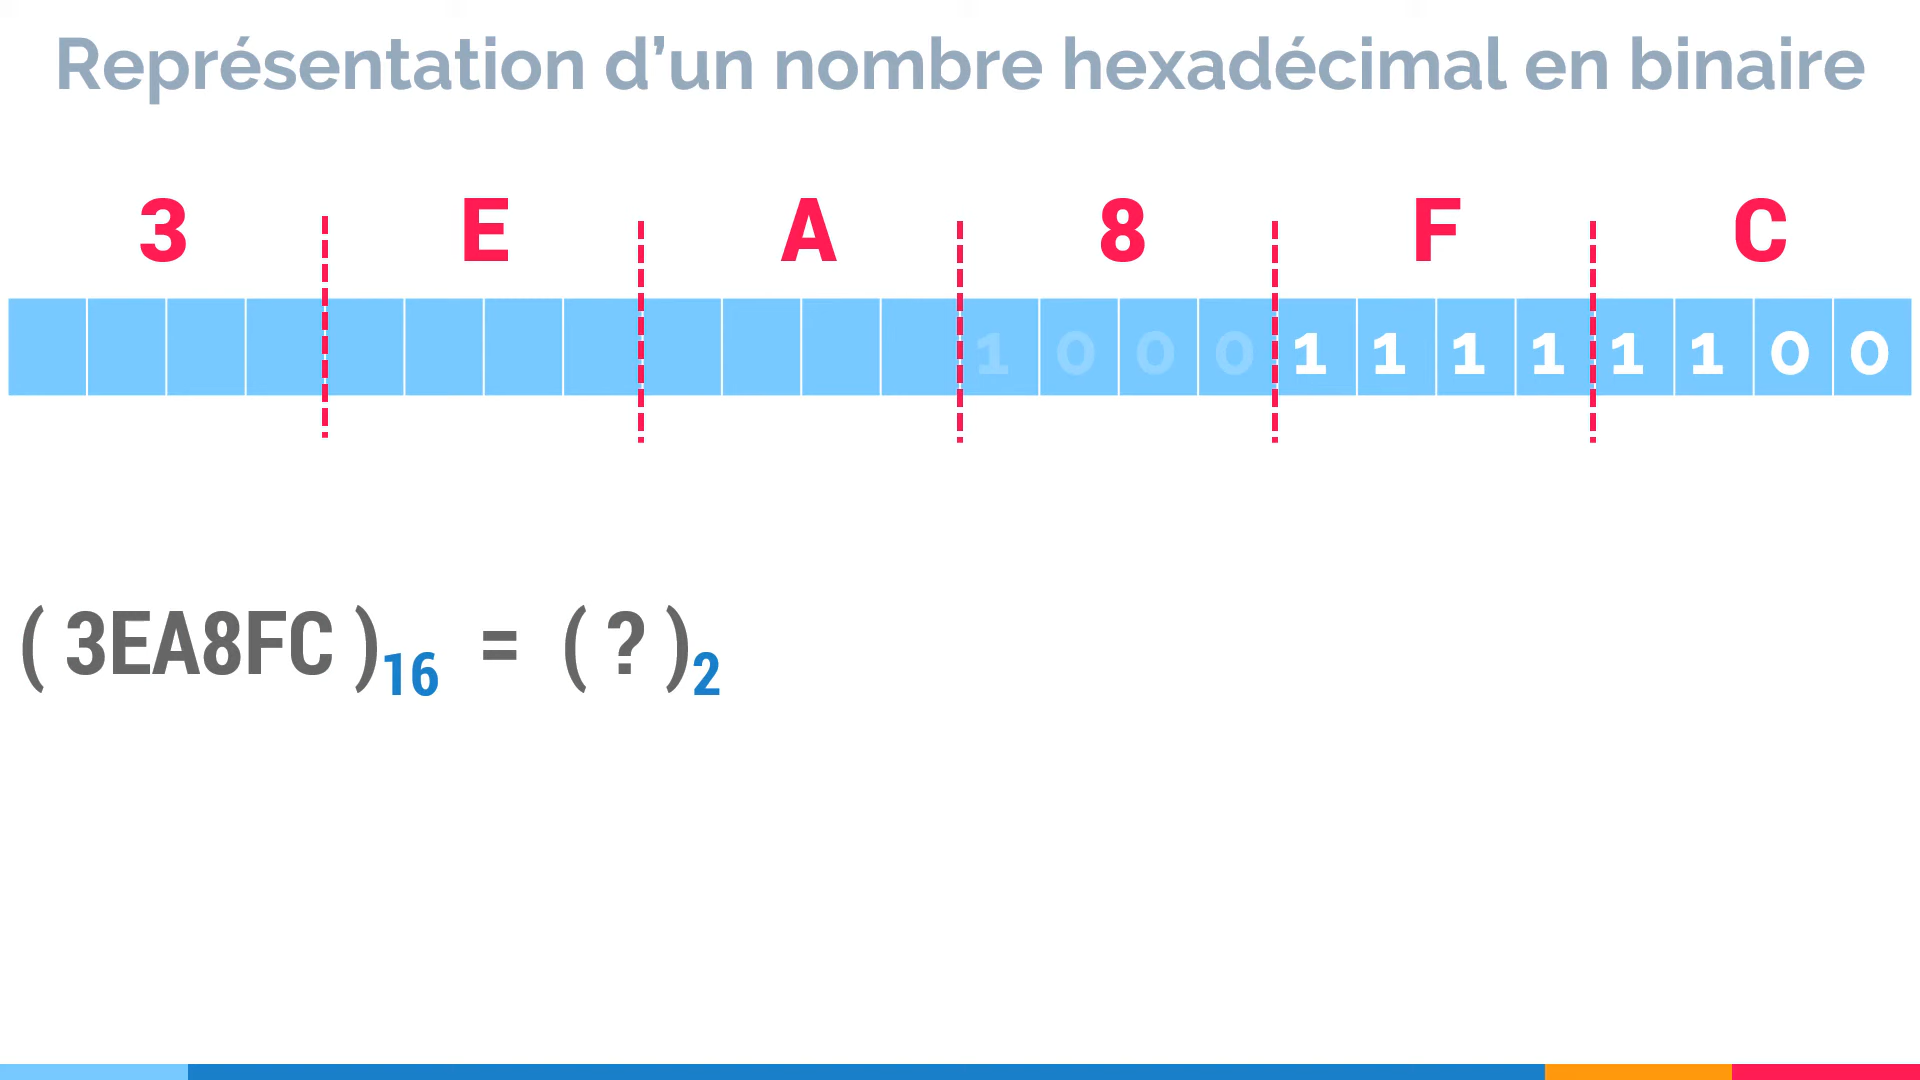 Représentation d’un nombre hexadécimal en binaire
3 E A 8 F C
1 0 0 0 1 1 1 1 1 1 0 0
( 3EA8FC )16 = ( ? )2